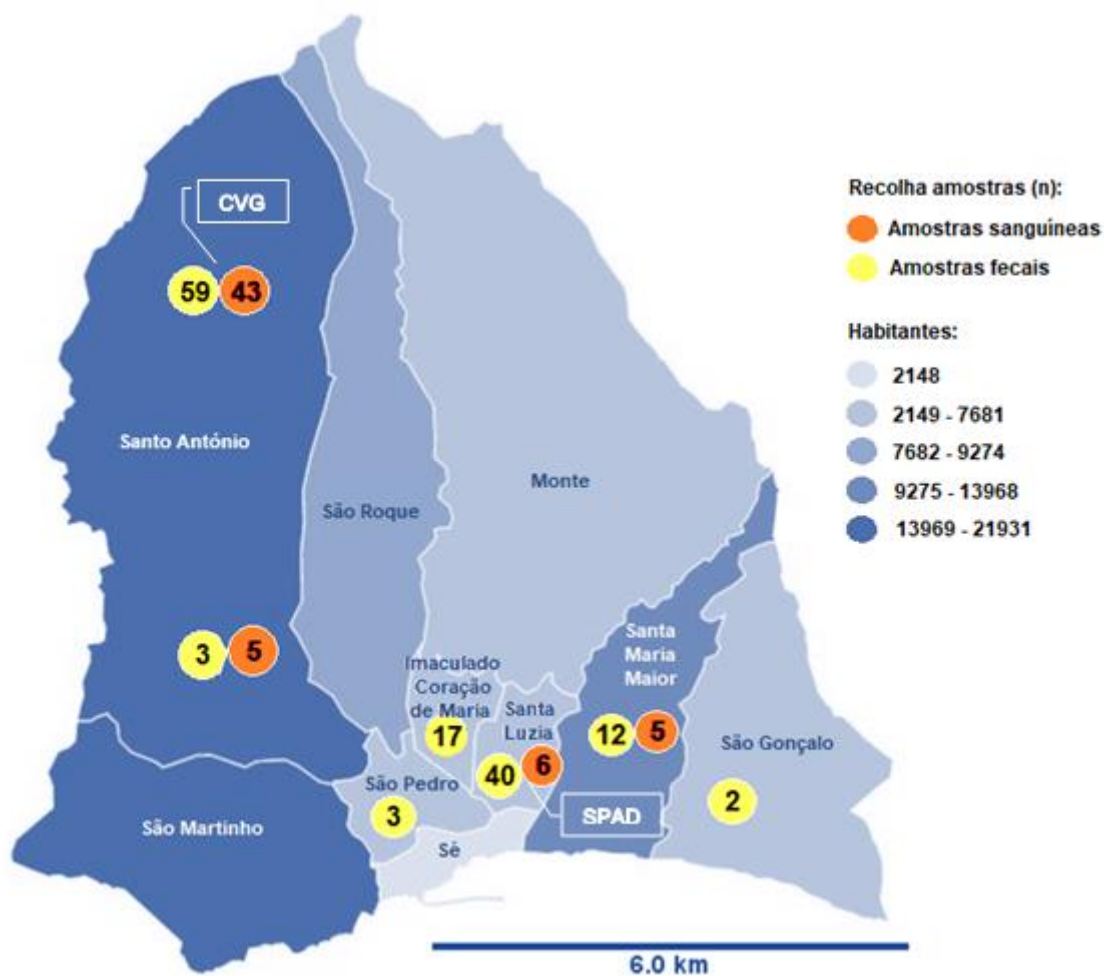 CVG
59
43
Santo António
Monte
São Roque
3
5
Imaculado
Coração
de Maria
17
Santa
Luzia
40
6
Santa
Maria
Maior
12
5
São Gonçalo
2
São Pedro
3
SPAD
São Martinho
Sé
6.0 km
Recolha amostras (n):
Amostras sanguíneas
Amostras fecais
Habitantes:
2148
2149 - 7681
7682 - 9274
9275 - 13968
13969 - 21931